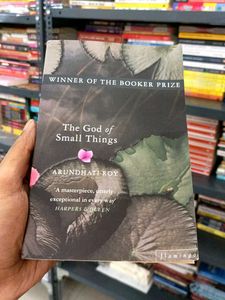 WINNER OF THE BOOKER PRIZE
The God of
Small Things
ARUNDHATI ROY
'A masterpiece, utterly
exceptional in every way'
HARPERS & QUEEN
flamingo